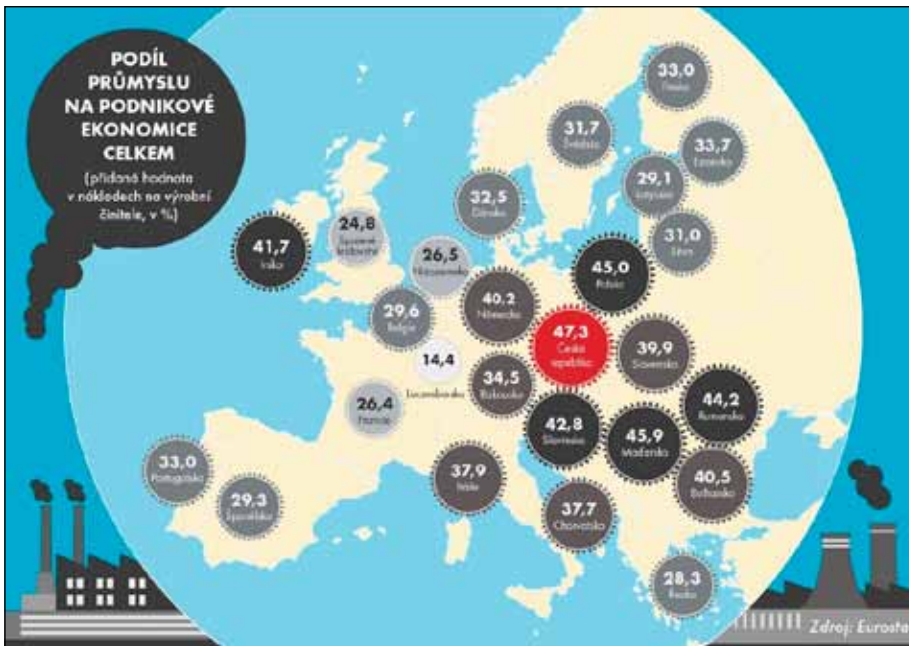 PODÍL
PRŮMYSLU
NA PODNIKOVÉ
EKONOMICE
CELKEM
(přidaná hodnota
v nákladech na výrobní
činitele, v %)
33,0
Finsko
31,7
Švédsko
33,7
Estonsko
29,1
Lotyšsko
32,5
Dánsko
31,0
Litva
24,8
Spojené
království
41,7
Irsko
26,5
Nizozemsko
45,0
Polsko
40,2
Německo
29,6
Belgie
47,3
Česká
republika
39,9
Slovensko
14,4
Lucembursko
34,5
Rakousko
26,4
Francie
44,2
Rumunsko
42,8
Slovinsko
45,9
Maďarsko
33,0
Portugalsko
37,9
Itálie
40,5
Bulharsko
29,3
Španělsko
37,7
Chorvatsko
28,3
Řecko
Zdroj: Eurosta